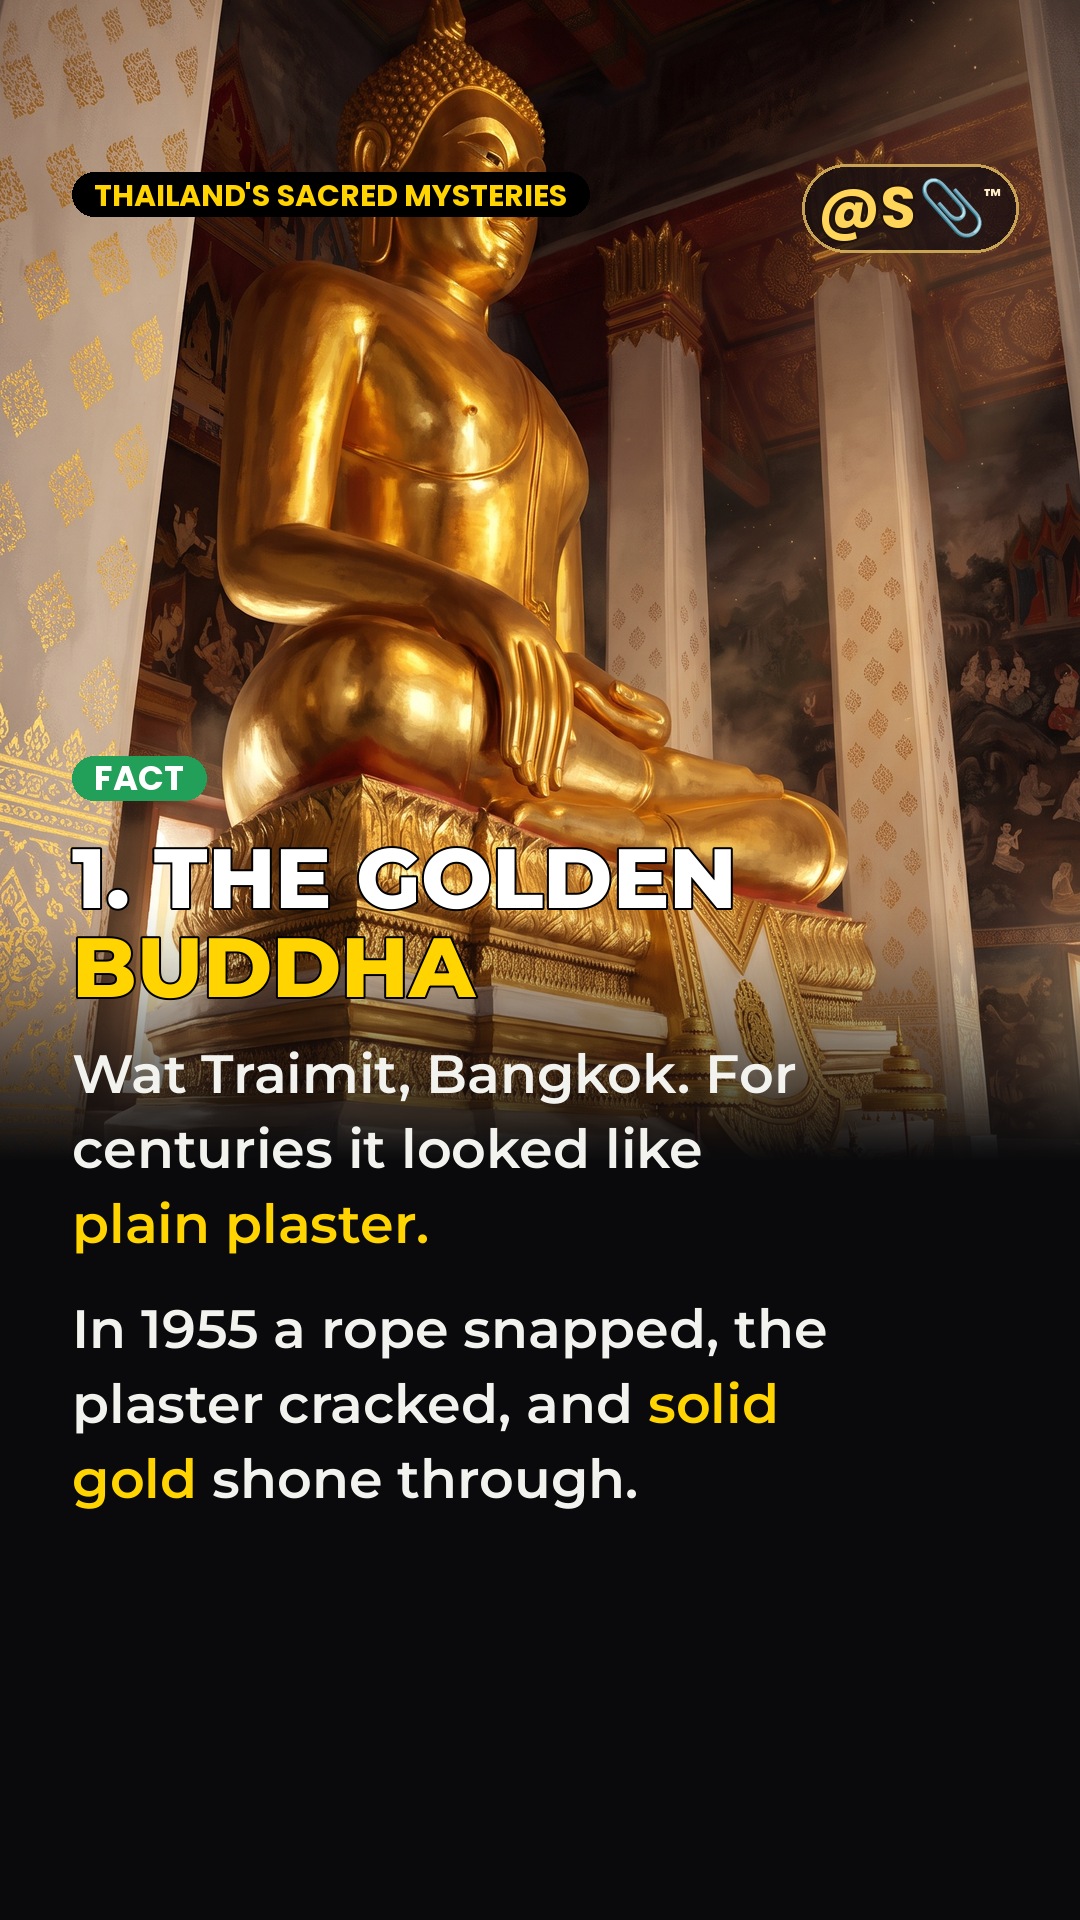 THAILAND'S SACRED MYSTERIES
@S📎™
FACT
1. THE GOLDEN
BUDDHA
Wat Traimit, Bangkok. For
centuries it looked like
plain plaster.
In 1955 a rope snapped, the
plaster cracked, and solid
gold shone through.